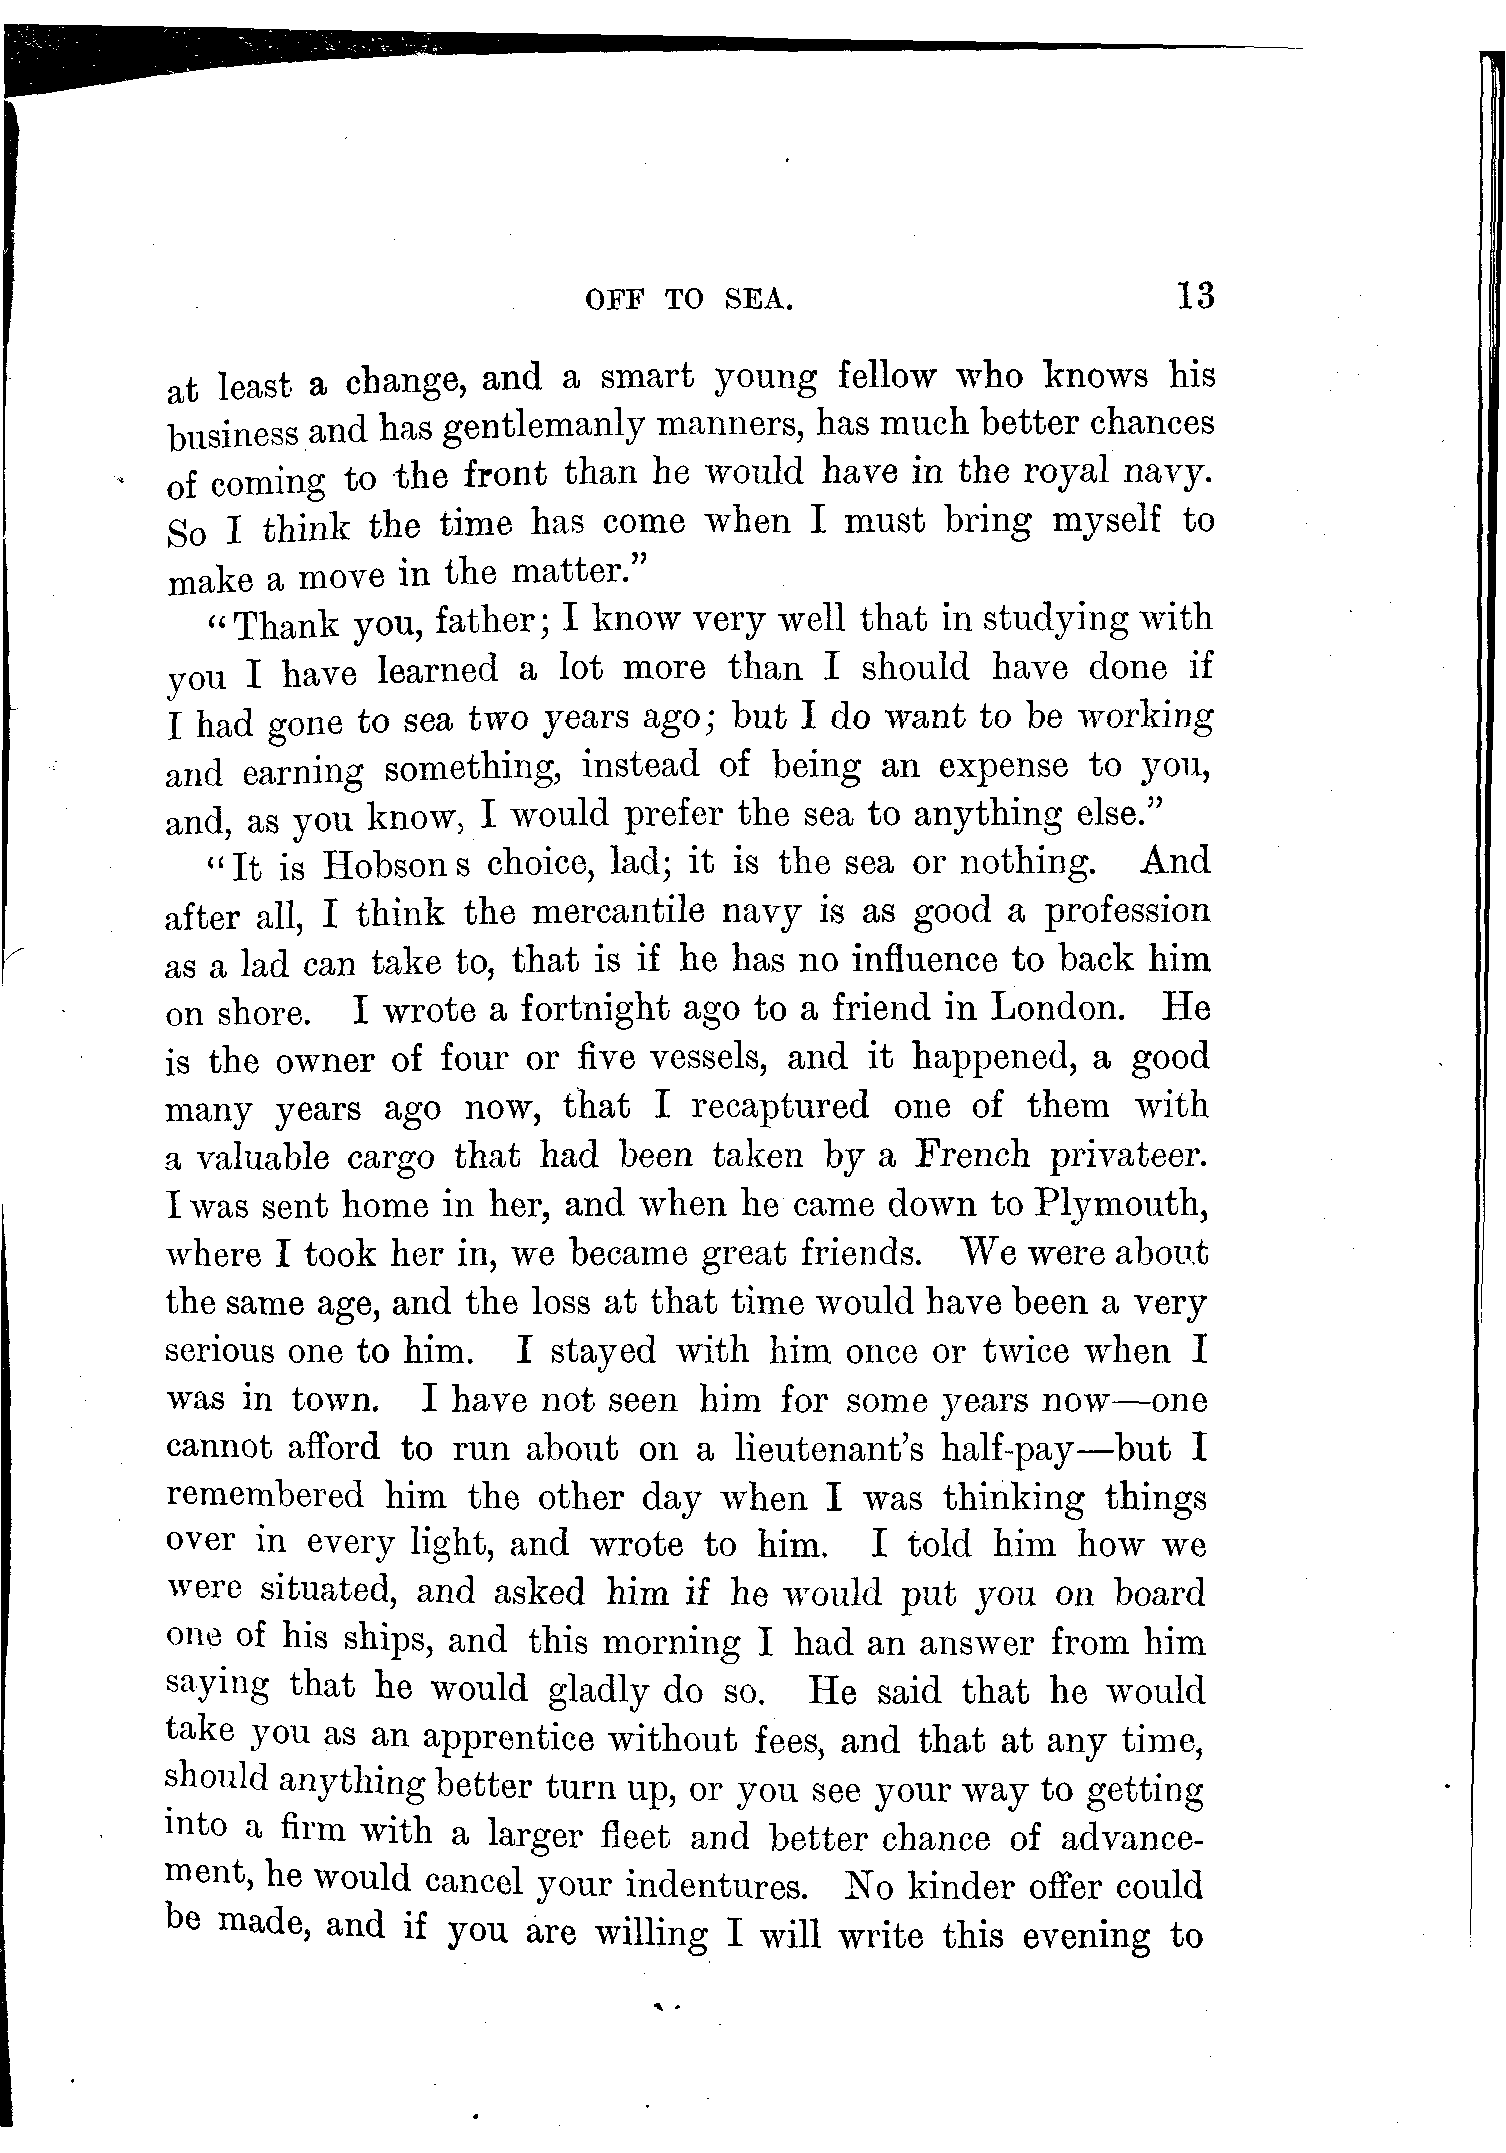 OFF TO SEA. 13
at least a change, and a smart young fellow who knows his
business and has gentlemanly manners, has much better chances
of coming to the front than he would have in the royal navy.
So I think the time has come when I must bring myself to
make a move in the matter.”
“Thank you, father; I know very well that in studying with
you I have learned a lot more than I should have done if
I had gone to sea two years ago; but I do want to be working
and earning something, instead of being an expense to you,
and, as you know, I would prefer the sea to anything else.”
“It is Hobson s choice, lad; it is the sea or nothing. And
after all, I think the mercantile navy is as good a profession
as a lad can take to, that is if he has no influence to back him
on shore. I wrote a fortnight ago to a friend in London. He
is the owner of four or five vessels, and it happened, a good
many years ago now, that I recaptured one of them with
a valuable cargo that had been taken by a French privateer.
I was sent home in her, and when he came down to Plymouth,
where I took her in, we became great friends. We were about
the same age, and the loss at that time would have been a very
serious one to him. I stayed with him once or twice when I
was in town. I have not seen him for some years now—one
cannot afford to run about on a lieutenant’s half-pay—but I
remembered him the other day when I was thinking things
over in every light, and wrote to him. I told him how we
were situated, and asked him if he would put you on board
one of his ships, and this morning I had an answer from him
saying that he would gladly do so. He said that he would
take you as an apprentice without fees, and that at any time,
should anything better turn up, or you see your way to getting
into a firm with a larger fleet and better chance of advance-
ment, he would cancel your indentures. No kinder offer could
be made, and if you are willing I will write this evening to